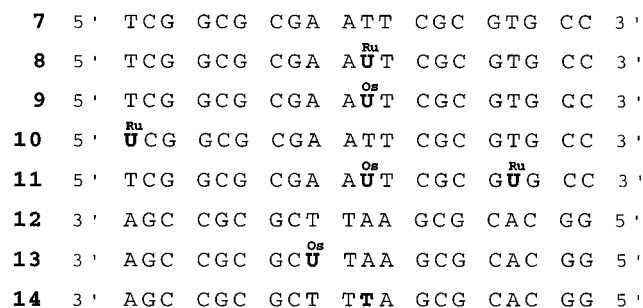 7 5' TCG GCG CGA ATT CGC GTG CC 3'
Ru
8 5' TCG GCG CGA AUT CGC GTG CC 3'
Os
9 5' TCG GCG CGA AUT CGC GTG CC 3'
Ru
10 5' UCG GCG CGA ATT CGC GTG CC 3'
Os Ru
11 5' TCG GCG CGA AUT CGC GUG CC 3'
12 3' AGC CGC GCT TAA GCG CAC GG 5'
Os
13 3' AGC CGC GCU TAA GCG CAC GG 5'
14 3' AGC CGC GCT TTA GCG CAC GG 5'